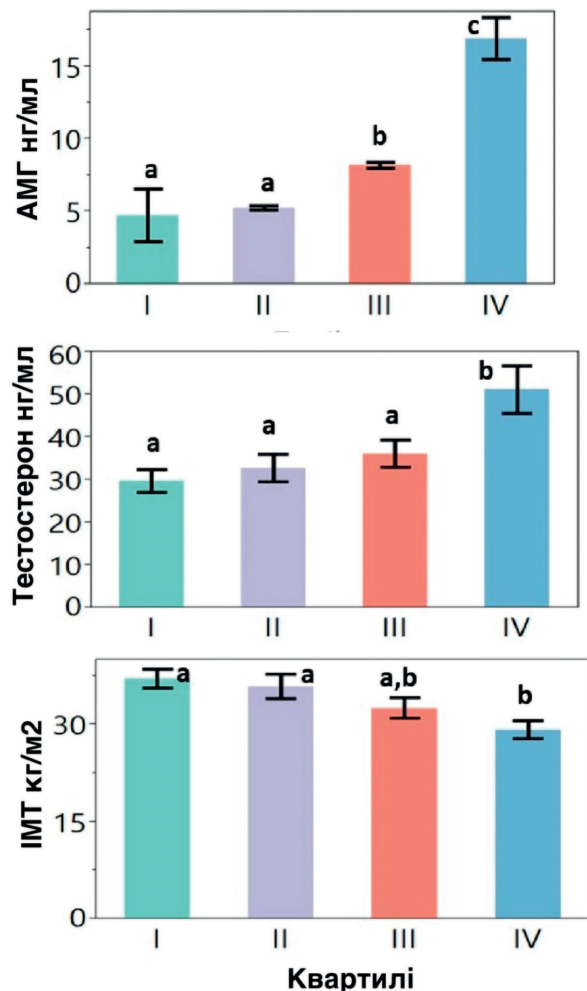 АМГ нг/мл
15
10
5
0
a
a
b
c
I II III IV
Тестостерон нг/мл
60
50
40
30
20
10
0
a
a
a
b
I II III IV
ІМТ кг/м2
30
15
0
a
a
a,b
b
I II III IV
Квартилі